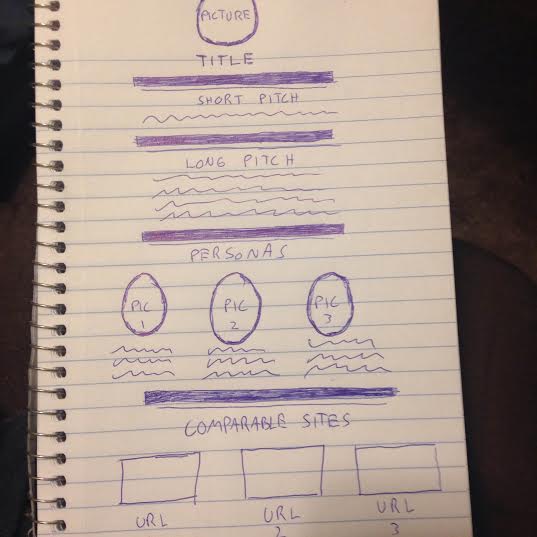 PICTURE
TITLE
SHORT PITCH
LONG PITCH
PERSONAS
PIC 1
PIC 2
PIC 3
COMPARABLE SITES
URL
URL 2
URL 3